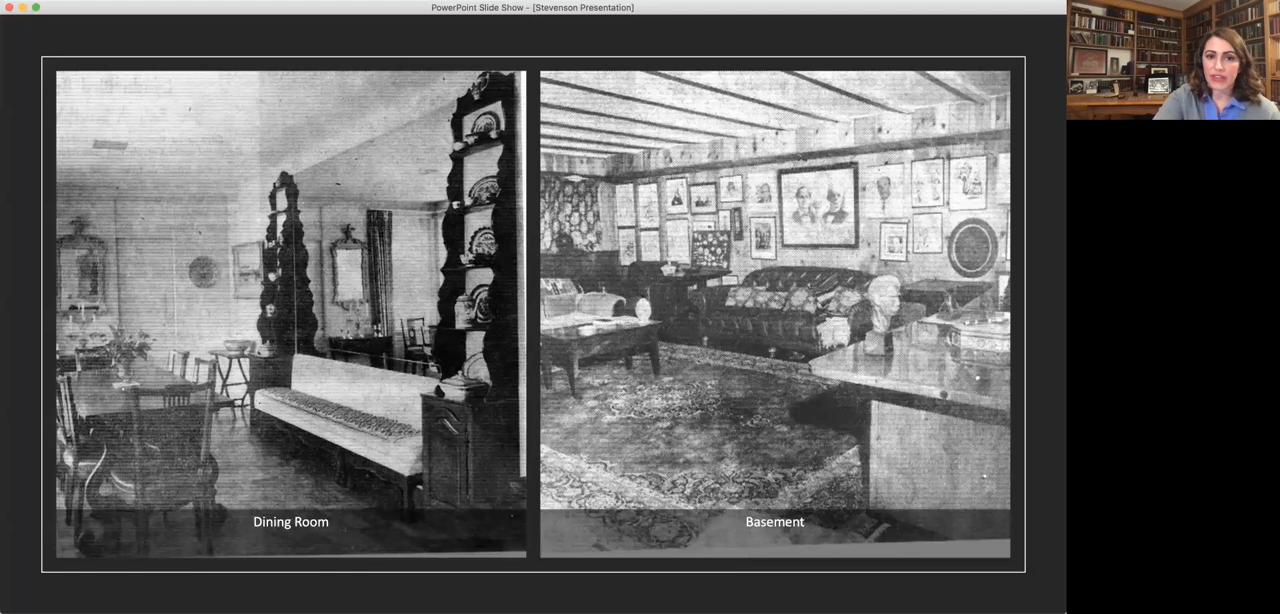 PowerPoint Slide Show - [Stevenson Presentation]
Dining Room
Basement